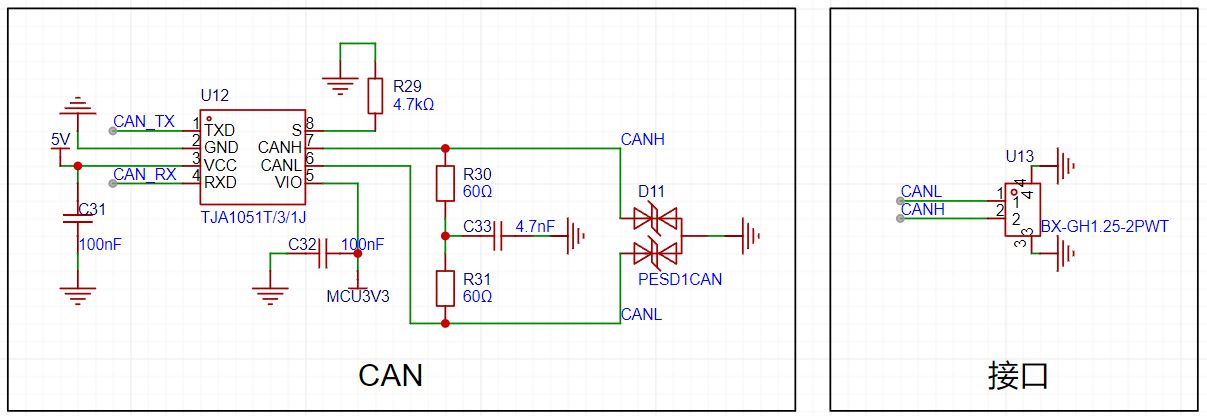 U12
CAN_TX
1
TXD
2
GND
5V
3
VCC
CAN_RX
4
RXD
S
8
CANH
7
CANL
6
VIO
5
TJA1051T/3/1J
C31
100nF
R29
4.7kΩ
C32
100nF
MCU3V3
R30
60Ω
C33
4.7nF
R31
60Ω
CANH
D11
PESD1CAN
CANL
CAN
U13
CANL
1
1
CANH
2
2
4
4
3
3
BX-GH1.25-2PWT
接口